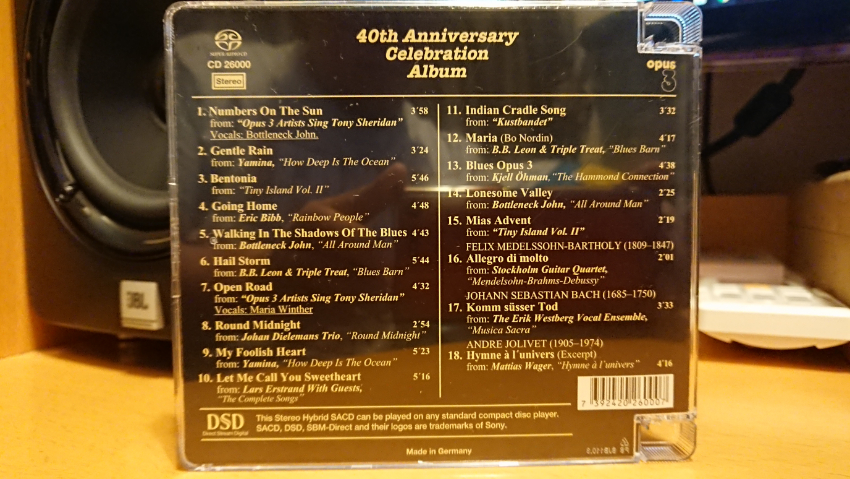 SUPER AUDIO CD
CD 26000
Stereo
40th Anniversary
Celebration
Album
opus
3
1. Numbers On The Sun 3´58
from: “Opus 3 Artists Sing Tony Sheridan”
Vocals: Bottleneck John.
2. Gentle Rain 3´24
from: Yamina, “How Deep Is The Ocean”
3. Bentonia 5´46
from: “Tiny Island Vol. II”
4. Going Home 4´48
from: Eric Bibb, “Rainbow People”
5. Walking In The Shadows Of The Blues 4´43
from: Bottleneck John, “All Around Man”
6. Hail Storm 5´44
from: B.B. Leon & Triple Treat, “Blues Barn”
7. Open Road 4´32
from: “Opus 3 Artists Sing Tony Sheridan”
Vocals: Maria Winther
8. Round Midnight 2´54
from: Johan Dielemans Trio, “Round Midnight”
9. My Foolish Heart 5´23
from: Yamina, “How Deep Is The Ocean”
10. Let Me Call You Sweetheart 5´16
from: Lars Erstrand With Guests,
“The Complete Songs”
11. Indian Cradle Song 3´32
from: “Kustbandet”
12. Maria (Bo Nordin) 4´17
from: B.B. Leon & Triple Treat, “Blues Barn”
13. Blues Opus 3 4´38
from: Kjell Öhman, “The Hammond Connection”
14. Lonesome Valley 2´25
from: Bottleneck John, “All Around Man”
15. Mias Advent 2´19
from: “Tiny Island Vol. II”
FELIX MEDELSSOHN-BARTHOLY (1809–1847)
16. Allegro di molto 2´01
from: Stockholm Guitar Quartet,
“Mendelsohn-Brahms-Debussy”
JOHANN SEBASTIAN BACH (1685–1750)
17. Komm süsser Tod 3´33
from: The Erik Westberg Vocal Ensemble,
“Musica Sacra”
ANDRE JOLIVET (1905–1974)
18. Hymne à l´univers (Excerpt)
from: Mattias Wager, “Hymne à l´univers” 4´16
7 392420 260007
DSD
Direct Stream Digital
This Stereo Hybrid SACD can be played on any standard compact disc player.
SACD, DSD, SBM-Direct and their logos are trademarks of Sony.
Made in Germany
JBL